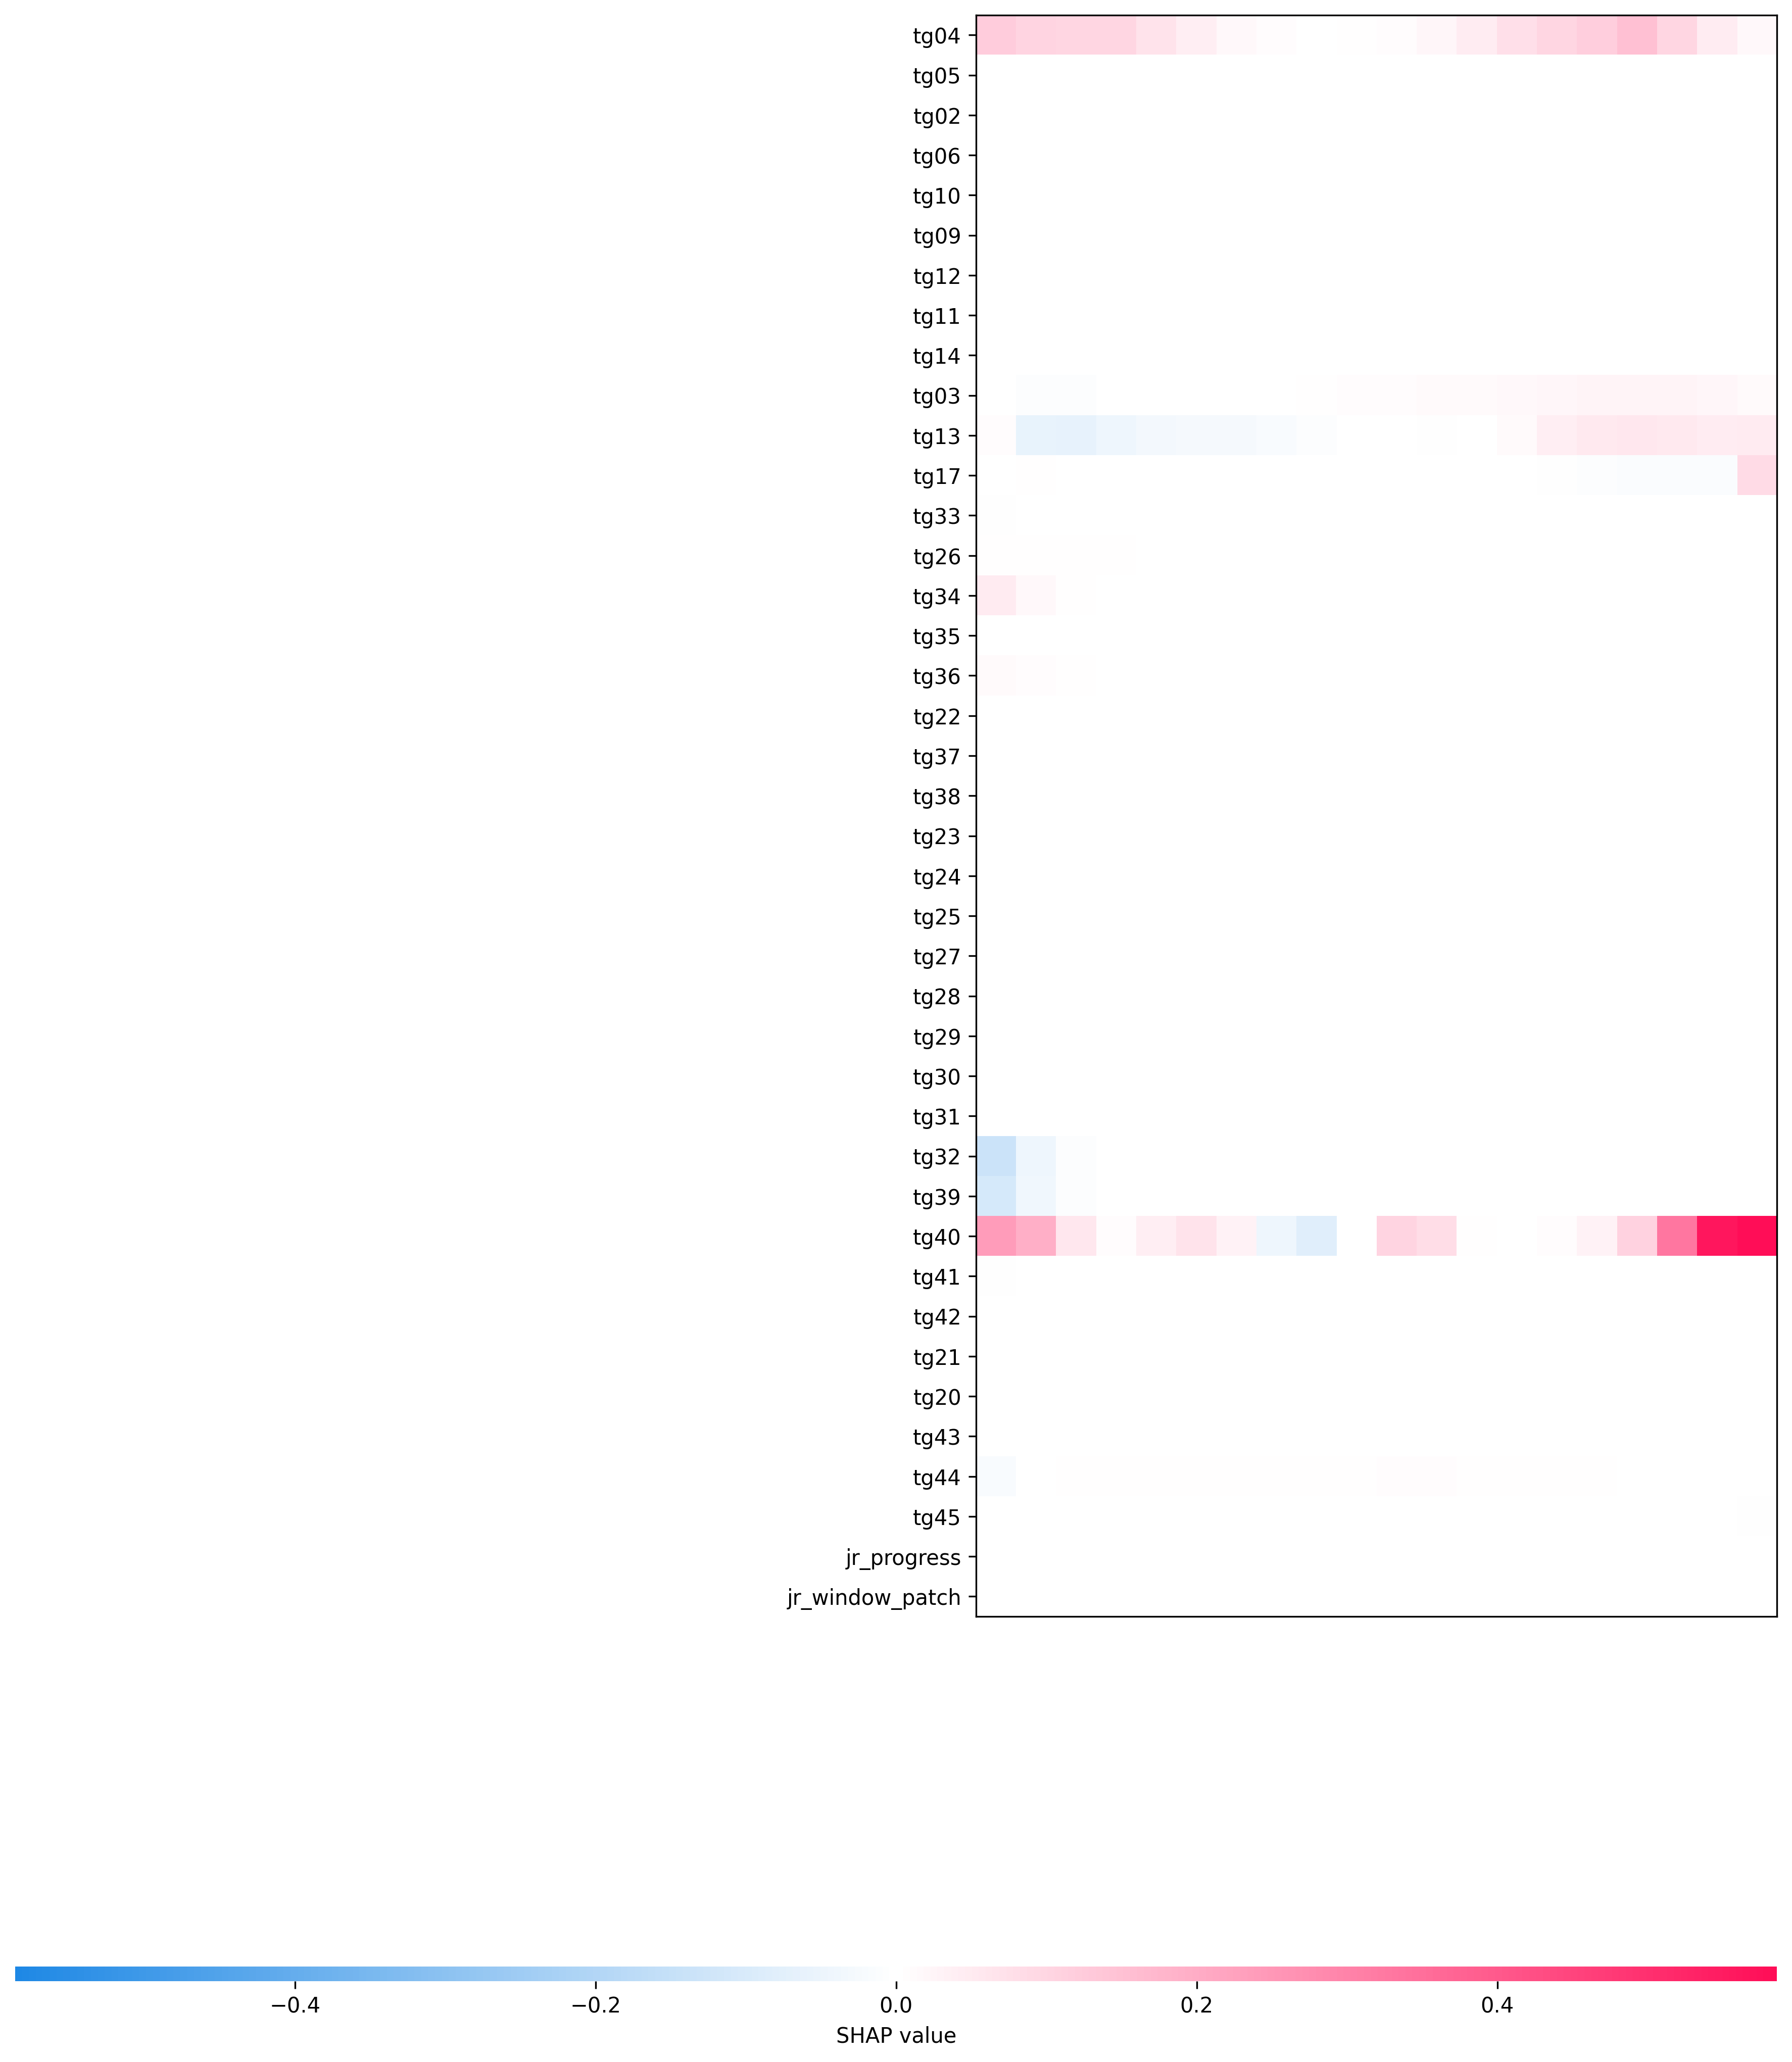 tg04
tg05
tg02
tg06
tg10
tg09
tg12
tg11
tg14
tg03
tg13
tg17
tg33
tg26
tg34
tg35
tg36
tg22
tg37
tg38
tg23
tg24
tg25
tg27
tg28
tg29
tg30
tg31
tg32
tg39
tg40
tg41
tg42
tg21
tg20
tg43
tg44
tg45
jr_progress
jr_window_patch
−0.4 −0.2 0.0 0.2 0.4
SHAP value